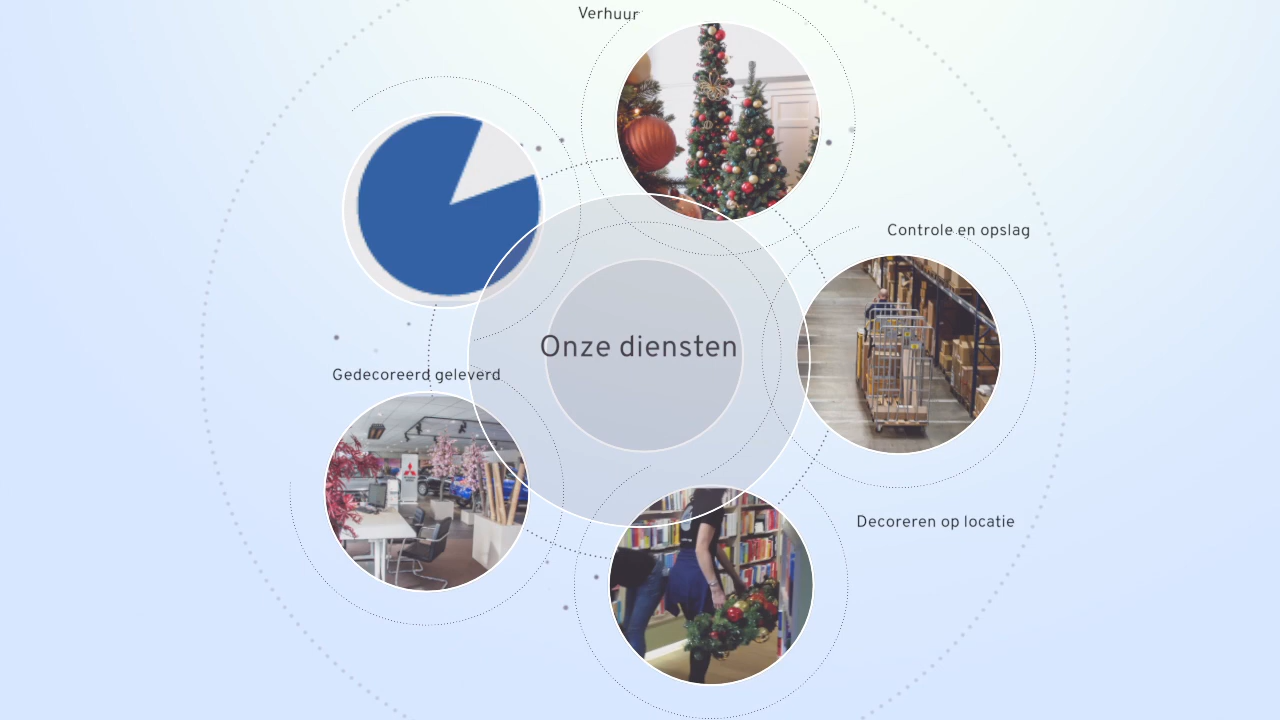 Verhuur
Controle en opslag
Onze diensten
Gedecoreerd geleverd
Decoreren op locatie